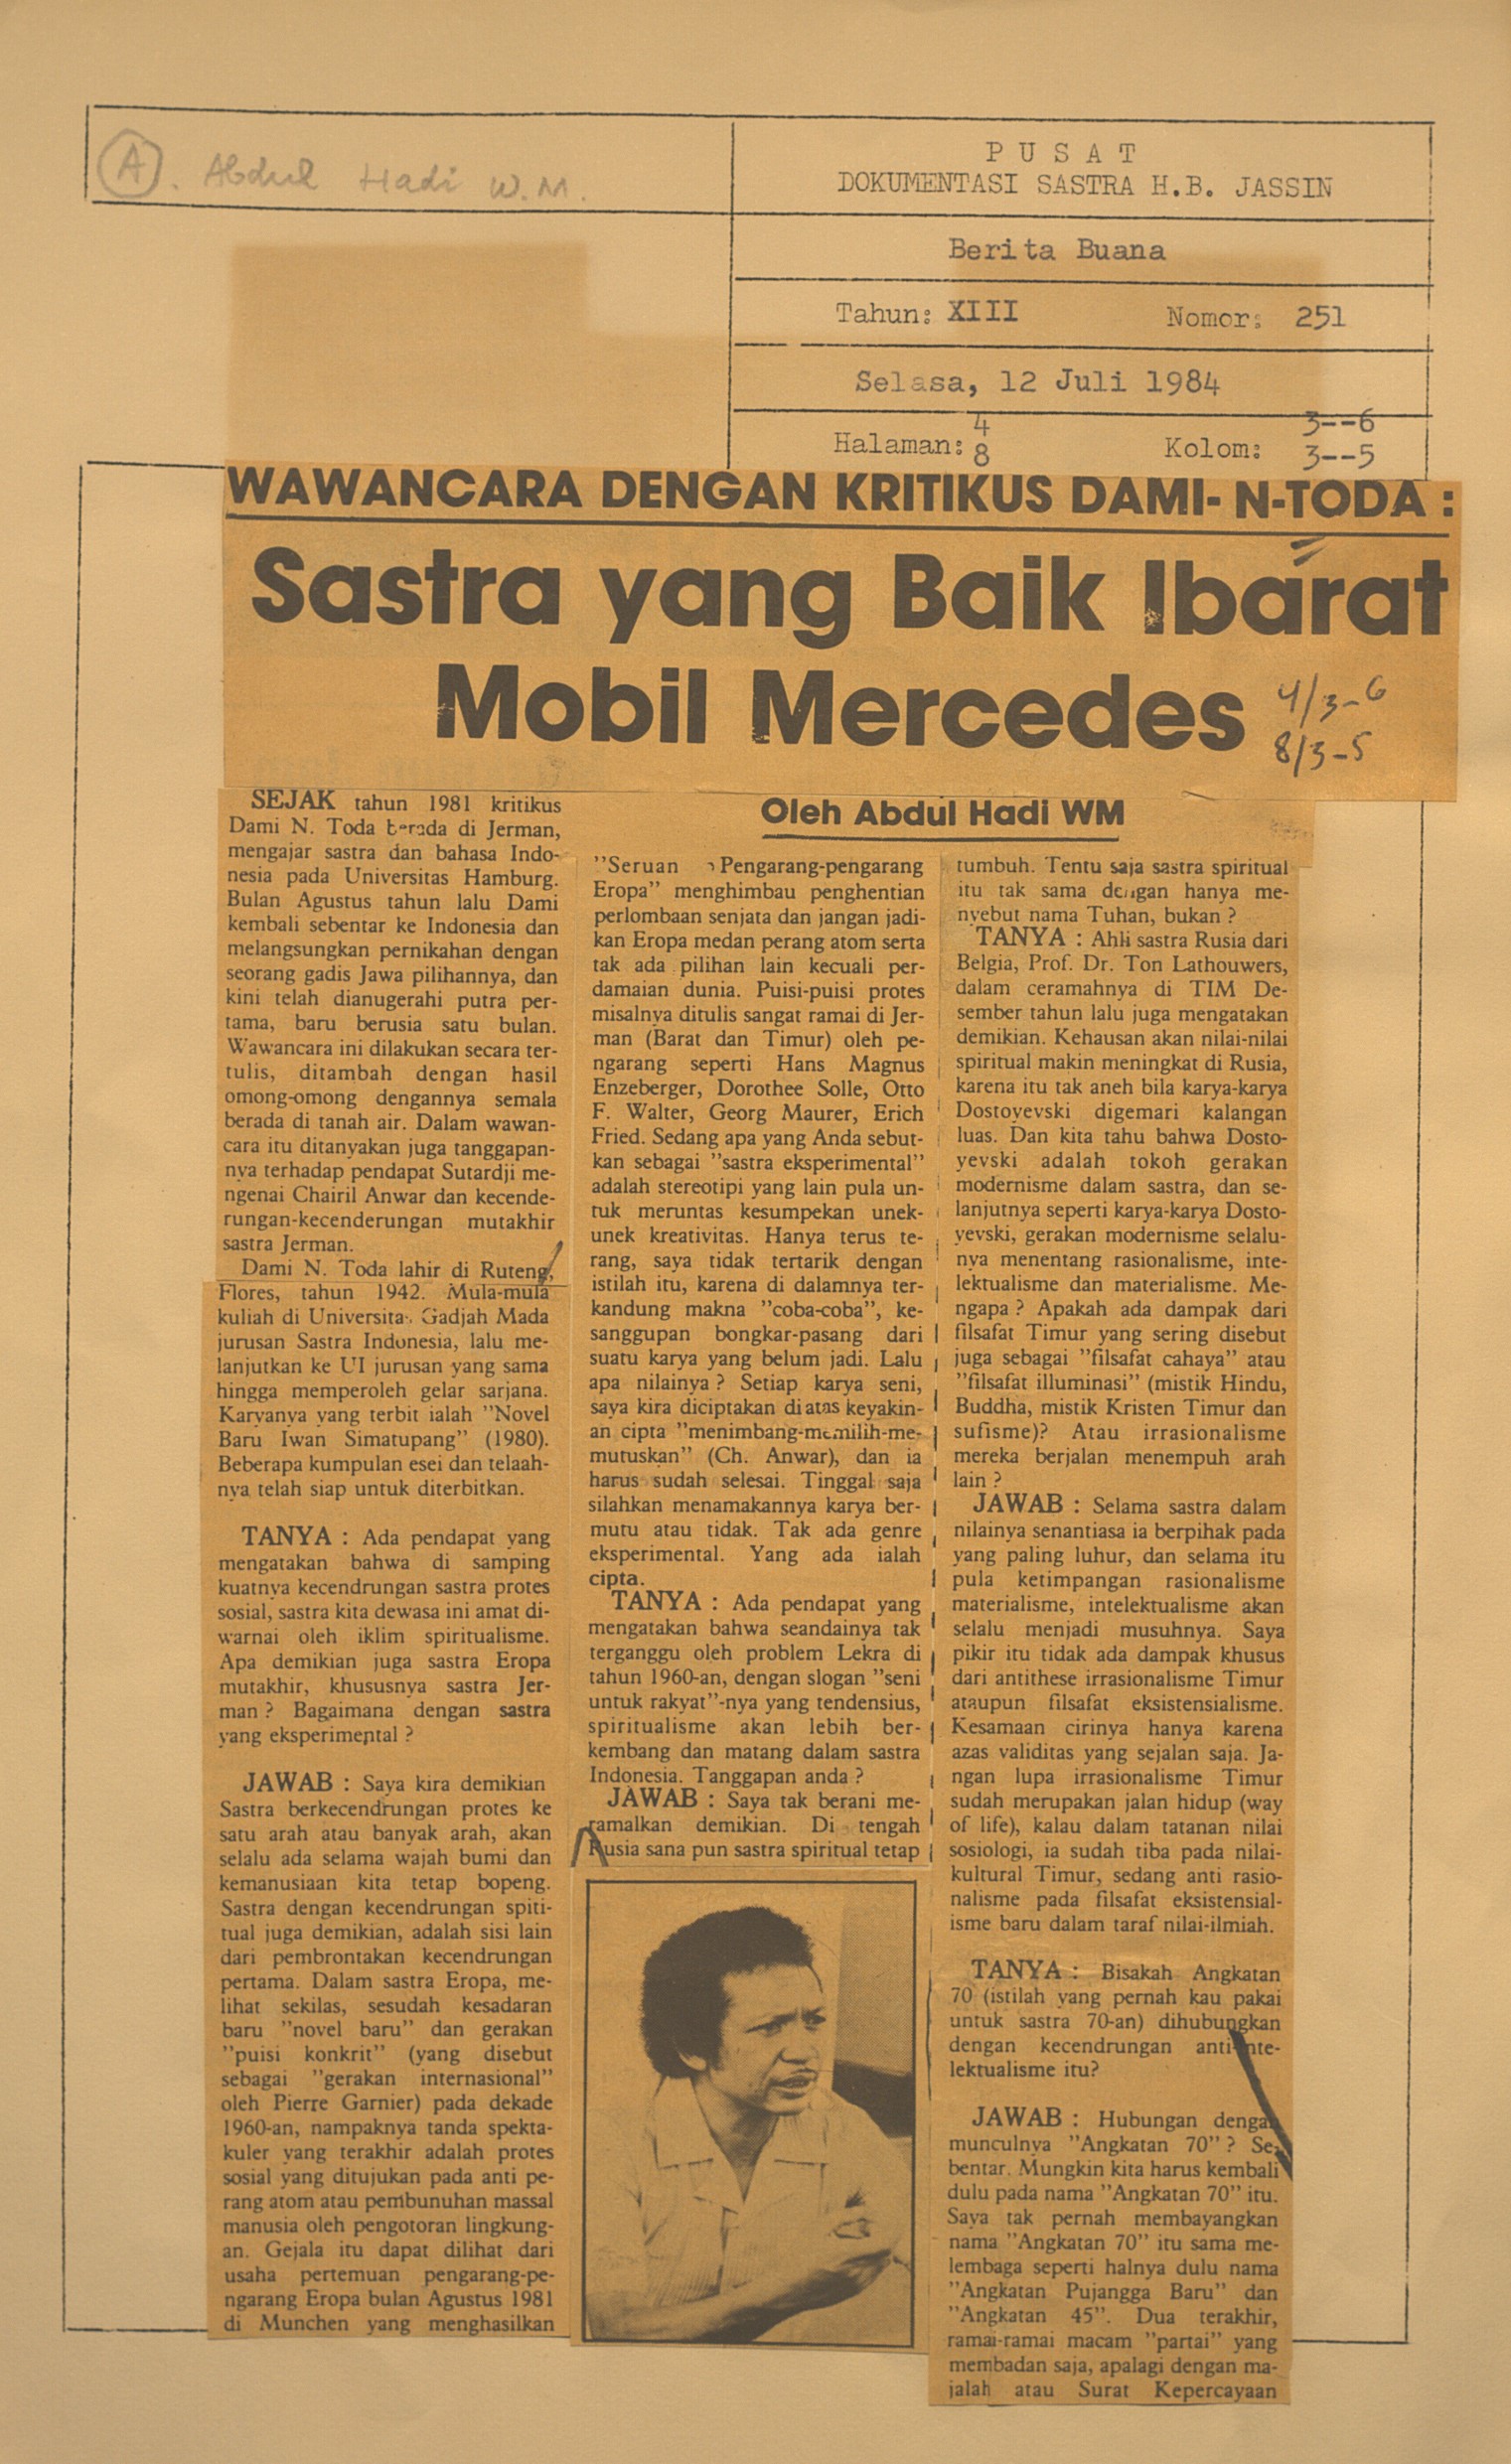 A. Abdul Hadi W.M.
PUSAT
DOKUMENTASI SASTRA H.B. JASSIN
Berita Buana
Tahun: XIII Nomor: 251
Selasa, 12 Juli 1984
4 3--6
Halaman: 8 Kolom: 3--5
WAWANCARA DENGAN KRITIKUS DAMI- N-TODA :
Sastra yang Baik Ibarat
Mobil Mercedes
4/3-6
8/3-5
Oleh Abdul Hadi WM
SEJAK tahun 1981 kritikus
Dami N. Toda berada di Jerman,
mengajar sastra dan bahasa Indo-
nesia pada Universitas Hamburg.
Bulan Agustus tahun lalu Dami
kembali sebentar ke Indonesia dan
melangsungkan pernikahan dengan
seorang gadis Jawa pilihannya, dan
kini telah dianugerahi putra per-
tama, baru berusia satu bulan.
Wawancara ini dilakukan secara ter-
tulis, ditambah dengan hasil
omong-omong dengannya semala
berada di tanah air. Dalam wawan-
cara itu ditanyakan juga tanggapan-
nya terhadap pendapat Sutardji me-
ngenai Chairil Anwar dan kecende-
rungan-kecenderungan mutakhir
sastra Jerman.
Dami N. Toda lahir di Ruteng,
Flores, tahun 1942. Mula-mula
kuliah di Universitas Gadjah Mada
jurusan Sastra Indonesia, lalu me-
lanjutkan ke UI jurusan yang sama
hingga memperoleh gelar sarjana.
Karyanya yang terbit ialah ”Novel
Baru Iwan Simatupang” (1980).
Beberapa kumpulan esei dan telaah-
nya telah siap untuk diterbitkan.
TANYA : Ada pendapat yang
mengatakan bahwa di samping
kuatnya kecendrungan sastra protes
sosial, sastra kita dewasa ini amat di-
warnai oleh iklim spiritualisme.
Apa demikian juga sastra Eropa
mutakhir, khususnya sastra Jer-
man ? Bagaimana dengan sastra
yang eksperimental ?
JAWAB : Saya kira demikian
Sastra berkecendrungan protes ke
satu arah atau banyak arah, akan
selalu ada selama wajah bumi dan
kemanusiaan kita tetap bopeng.
Sastra dengan kecendrungan spiti-
tual juga demikian, adalah sisi lain
dari pembrontakan kecendrungan
pertama. Dalam sastra Eropa, me-
lihat sekilas, sesudah kesadaran
baru ”novel baru” dan gerakan
”puisi konkrit” (yang disebut
sebagai ”gerakan internasional”
oleh Pierre Garnier) pada dekade
1960-an, nampaknya tanda spekta-
kuler yang terakhir adalah protes
sosial yang ditujukan pada anti pe-
rang atom atau pembunuhan massal
manusia oleh pengotoran lingkung-
an. Gejala itu dapat dilihat dari
usaha pertemuan pengarang-pe-
ngarang Eropa bulan Agustus 1981
di Munchen yang menghasilkan
”Seruan Pengarang-pengarang
Eropa” menghimbau penghentian
perlombaan senjata dan jangan jadi-
kan Eropa medan perang atom serta
tak ada pilihan lain kecuali per-
damaian dunia. Puisi-puisi protes
misalnya ditulis sangat ramai di Jer-
man (Barat dan Timur) oleh pe-
ngarang seperti Hans Magnus
Enzeberger, Dorothee Solle, Otto
F. Walter, Georg Maurer, Erich
Fried. Sedang apa yang Anda sebut-
kan sebagai ”sastra eksperimental”
adalah stereotipi yang lain pula un-
tuk meruntas kesumpekan unek-
unek kreativitas. Hanya terus te-
rang, saya tidak tertarik dengan
istilah itu, karena di dalamnya ter-
kandung makna ”coba-coba”, ke-
sanggupan bongkar-pasang dari
suatu karya yang belum jadi. Lalu
apa nilainya ? Setiap karya seni,
saya kira diciptakan diatas keyakin-
an cipta ”menimbang-memilih-me-
mutuskan” (Ch. Anwar), dan ia
harus sudah selesai. Tinggal saja
silahkan menamakannya karya ber-
mutu atau tidak. Tak ada genre
eksperimental. Yang ada ialah
cipta.
TANYA : Ada pendapat yang
mengatakan bahwa seandainya tak
terganggu oleh problem Lekra di
tahun 1960-an, dengan slogan ”seni
untuk rakyat”-nya yang tendensius,
spiritualisme akan lebih ber-
kembang dan matang dalam sastra
Indonesia. Tanggapan anda ?
JAWAB : Saya tak berani me-
ramalkan demikian. Di tengah
Rusia sana pun sastra spiritual tetap
tumbuh. Tentu saja sastra spiritual
itu tak sama dengan hanya me-
nyebut nama Tuhan, bukan ?
TANYA : Ahli sastra Rusia dari
Belgia, Prof. Dr. Ton Lathouwers,
dalam ceramahnya di TIM De-
sember tahun lalu juga mengatakan
demikian. Kehausan akan nilai-nilai
spiritual makin meningkat di Rusia,
karena itu tak aneh bila karya-karya
Dostoyevski digemari kalangan
luas. Dan kita tahu bahwa Dosto-
yevski adalah tokoh gerakan
modernisme dalam sastra, dan se-
lanjutnya seperti karya-karya Dosto-
yevski, gerakan modernisme selalu-
nya menentang rasionalisme, inte-
lektualisme dan materialisme. Me-
ngapa ? Apakah ada dampak dari
filsafat Timur yang sering disebut
juga sebagai ”filsafat cahaya” atau
”filsafat illuminasi” (mistik Hindu,
Buddha, mistik Kristen Timur dan
sufisme)? Atau irrasionalisme
mereka berjalan menempuh arah
lain ?
JAWAB : Selama sastra dalam
nilainya senantiasa ia berpihak pada
yang paling luhur, dan selama itu
pula ketimpangan rasionalisme
materialisme, intelektualisme akan
selalu menjadi musuhnya. Saya
pikir itu tidak ada dampak khusus
dari antithese irrasionalisme Timur
ataupun filsafat eksistensialisme.
Kesamaan cirinya hanya karena
azas validitas yang sejalan saja. Ja-
ngan lupa irrasionalisme Timur
sudah merupakan jalan hidup (way
of life), kalau dalam tatanan nilai
sosiologi, ia sudah tiba pada nilai-
kultural Timur, sedang anti rasio-
nalisme pada filsafat eksistensial-
isme baru dalam taraf nilai-ilmiah.
TANYA : Bisakah Angkatan
70 (istilah yang pernah kau pakai
untuk sastra 70-an) dihubungkan
dengan kecendrungan anti-inte-
lektualisme itu?
JAWAB : Hubungan dengan
munculnya ”Angkatan 70” ? Se-
bentar. Mungkin kita harus kembali
dulu pada nama ”Angkatan 70” itu.
Saya tak pernah membayangkan
nama ”Angkatan 70” itu sama me-
lembaga seperti halnya dulu nama
”Angkatan Pujangga Baru” dan
”Angkatan 45”. Dua terakhir,
ramai-ramai macam ”partai” yang
membadan saja, apalagi dengan ma-
jalah atau Surat Kepercayaan